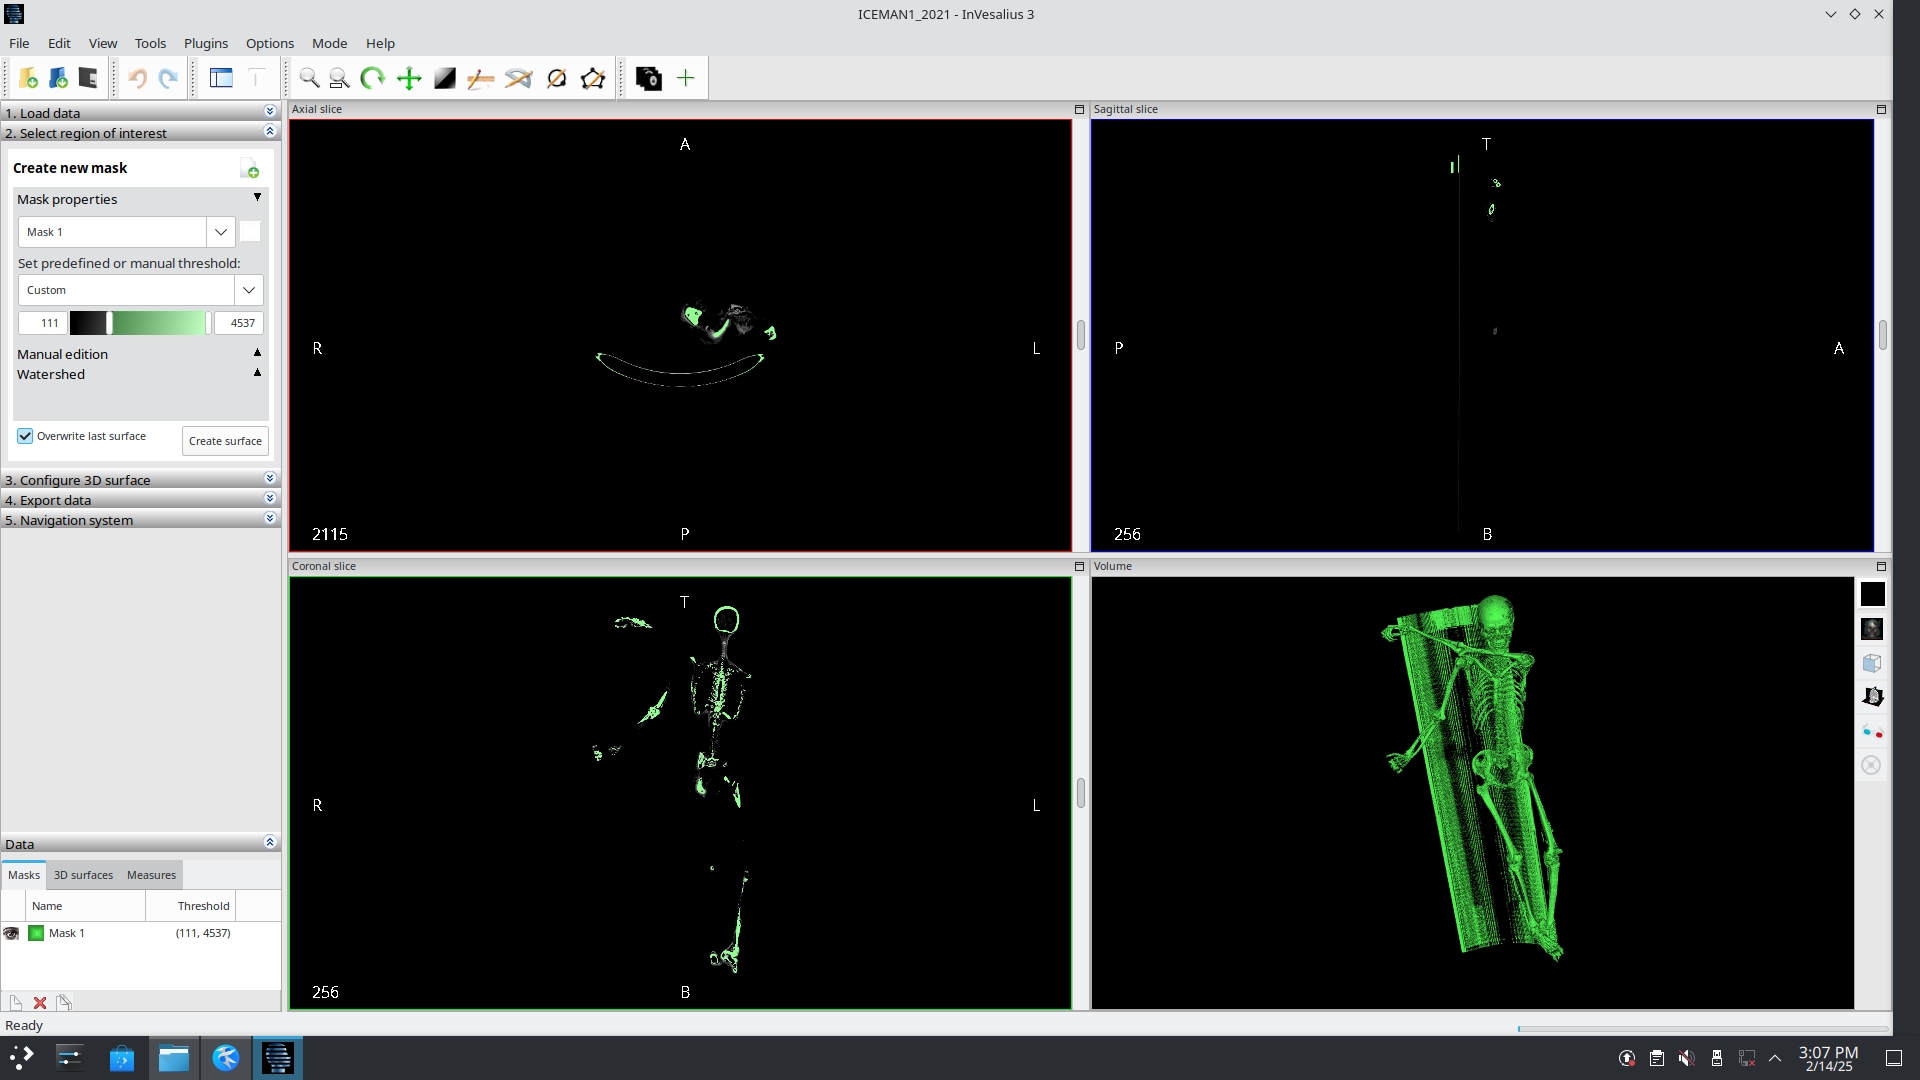 ICEMAN1_2021 - InVesalius 3
File Edit View Tools Plugins Options Mode Help
1. Load data
2. Select region of interest
Create new mask
Mask properties
Mask 1
Set predefined or manual threshold:
Custom
111 4537
Manual edition
Watershed
Overwrite last surface Create surface
3. Configure 3D surface
4. Export data
5. Navigation system
Data
Masks 3D surfaces Measures
Name Threshold
Mask 1 (111, 4537)
Axial slice
A
R L
2115 P
Sagittal slice
T
P A
256 B
Coronal slice
T
R L
256 B
Volume
Ready
3:07 PM
2/14/25